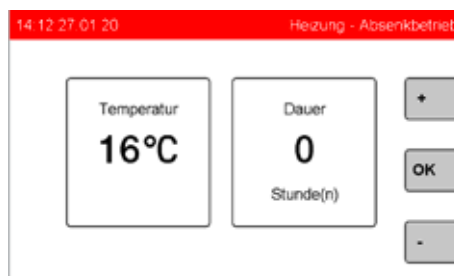 14:12 27.01.20 Heizung - Absenkbetrieb
Temperatur
16°C
Dauer
0
Stunde(n)
+
OK
-